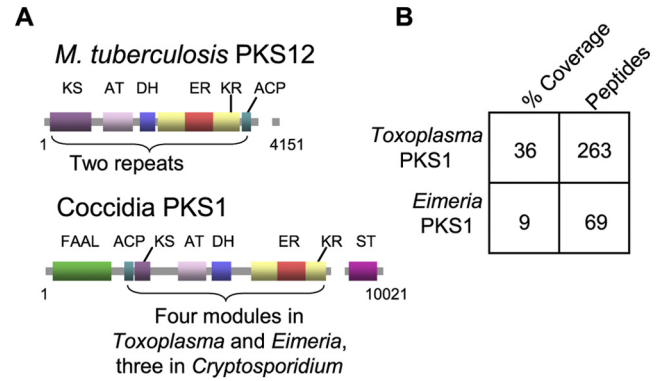 A
M. tuberculosis PKS12
KS AT DH ER KR ACP
1 4151
Two repeats
Coccidia PKS1
FAAL ACP KS AT DH ER KR ST
1 10021
Four modules in
Toxoplasma and Eimeria,
three in Cryptosporidium
B
% Coverage Peptides
Toxoplasma
PKS1 36 263
Eimeria
PKS1 9 69